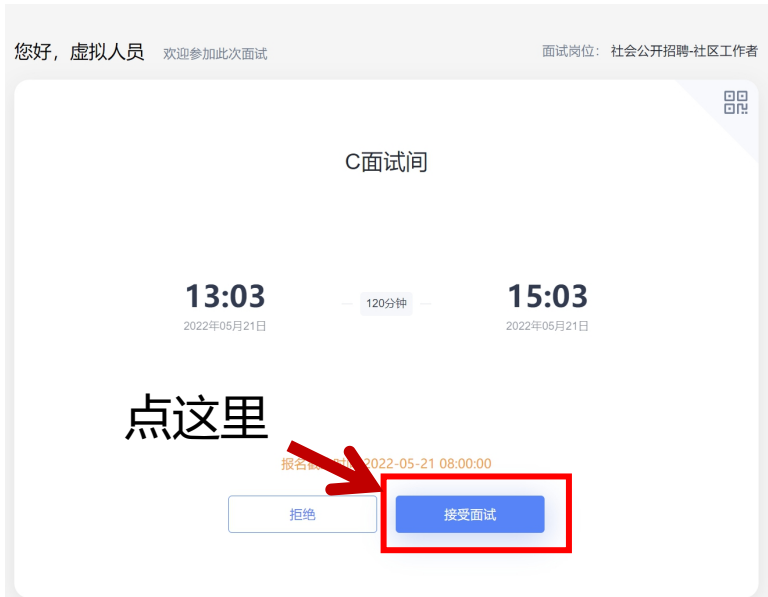 您好，虚拟人员 欢迎参加此次面试 面试岗位： 社会公开招聘-社区工作者
C面试间
13:03 120分钟 15:03
2022年05月21日 2022年05月21日
点这里
报名 2022-05-21 08:00:00
拒绝 接受面试